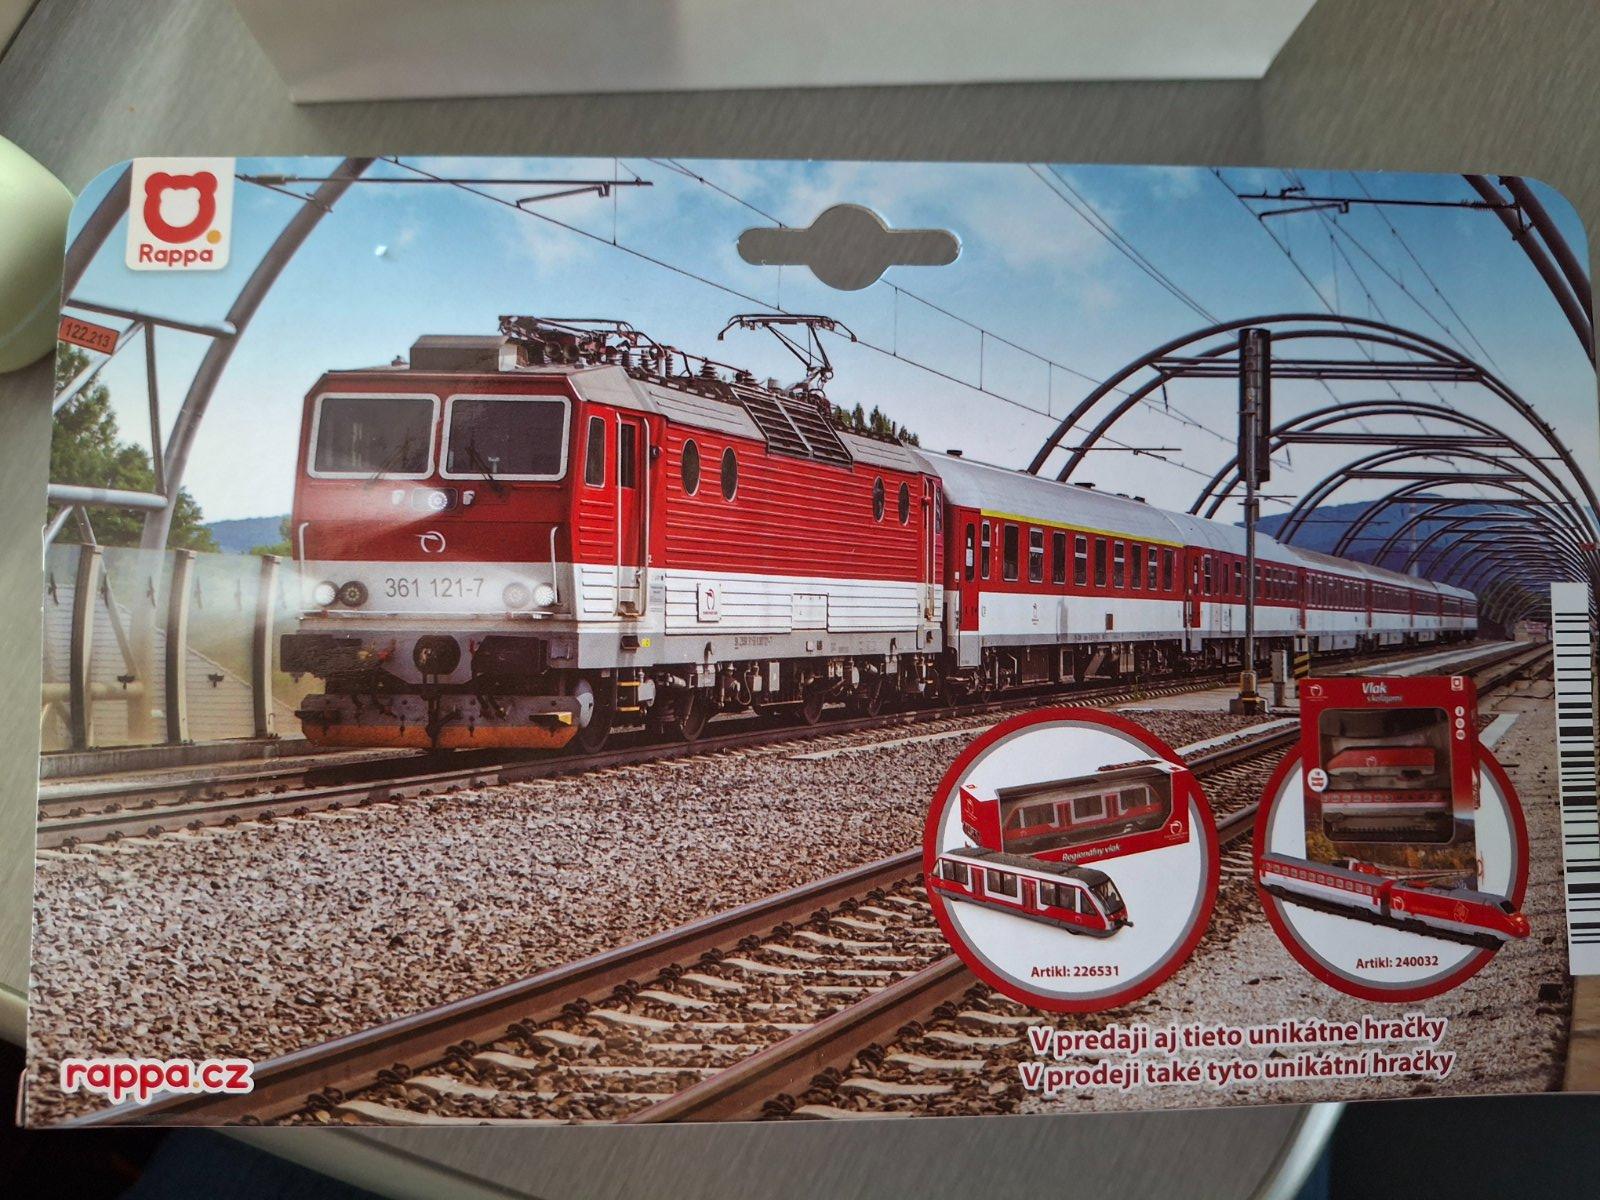 Rappa
122.213
361 121-7
Vlak
s koľajami
Regionálny vlak
Artikl: 226531
Artikl: 240032
V predaji aj tieto unikátne hračky
V prodeji také tyto unikátní hračky
rappa.cz